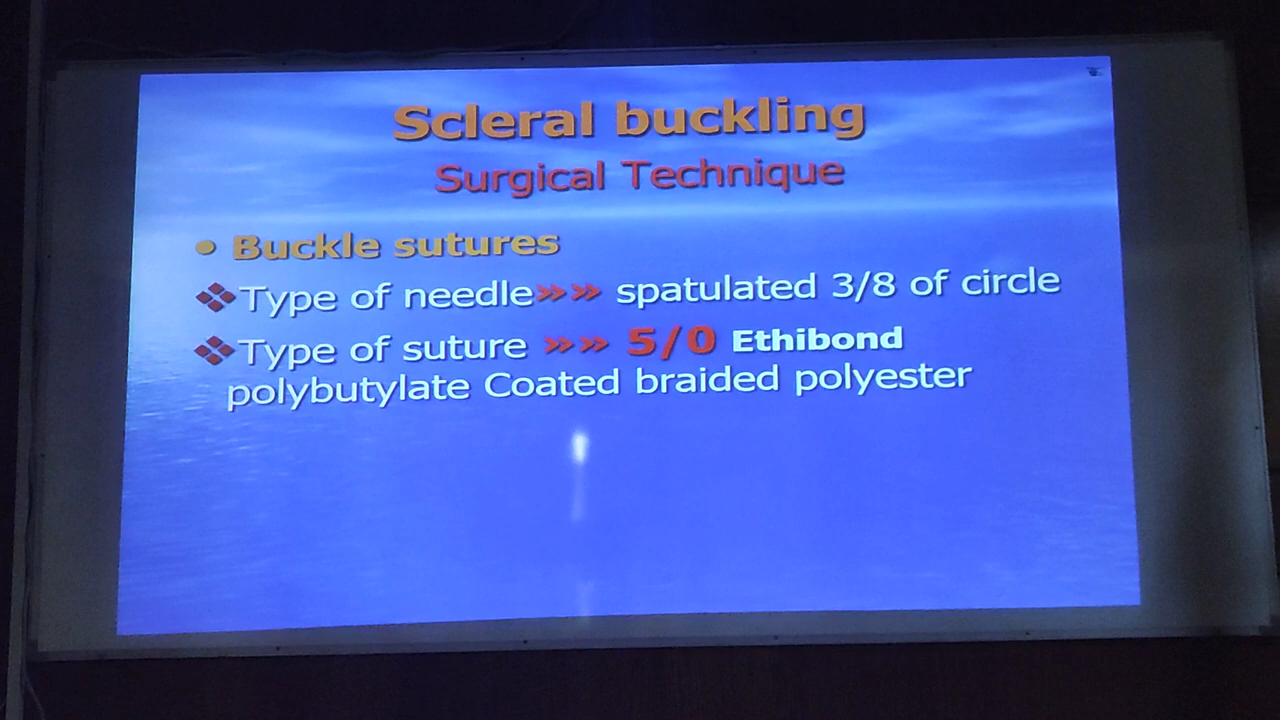 Scleral buckling
Surgical Technique
• Buckle sutures
❖Type of needle»» spatulated 3/8 of circle
❖Type of suture »» 5/0 Ethibond
polybutylate Coated braided polyester